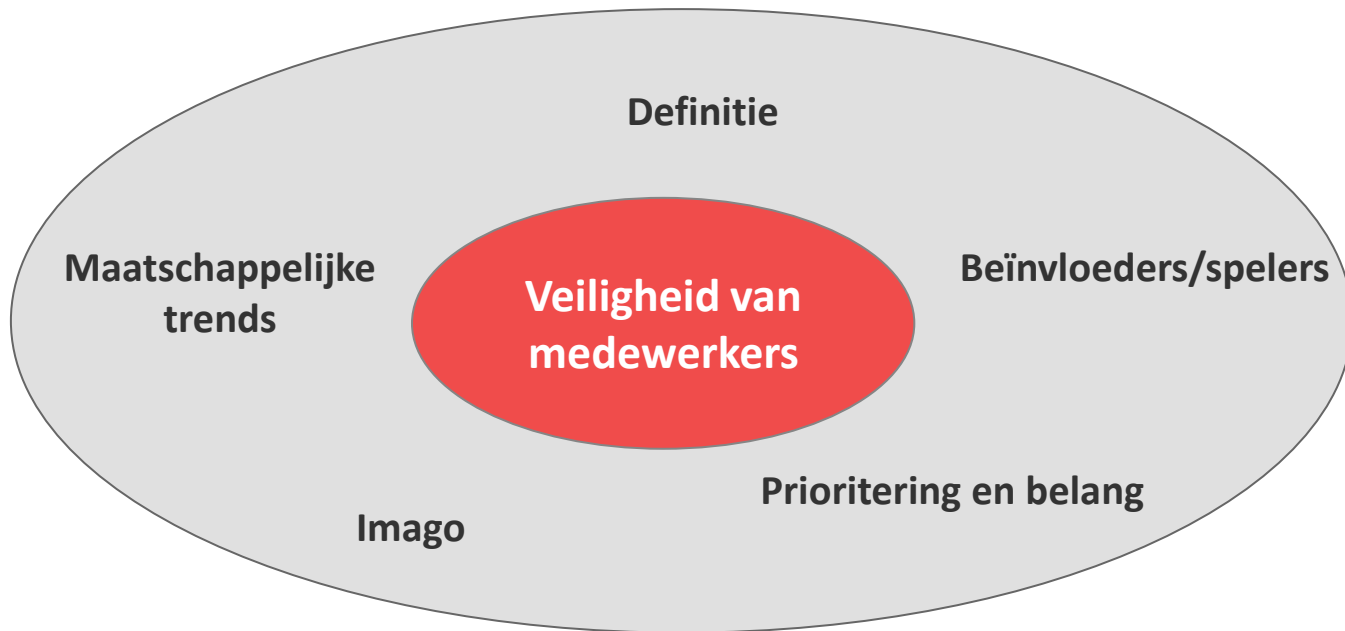 Definitie
Maatschappelijke
trends
Veiligheid van
medewerkers
Beïnvloeders/spelers
Prioritering en belang
Imago